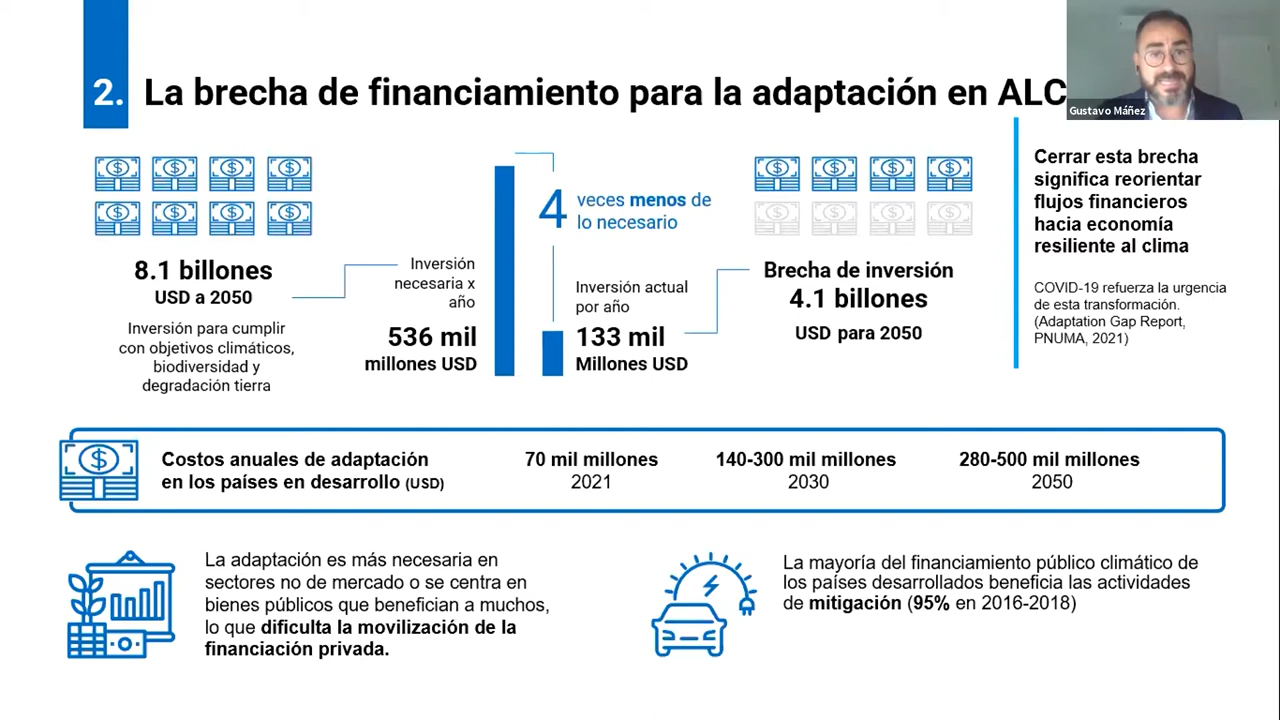 2. La brecha de financiamiento para la adaptación en ALC
Gustavo Máñez
8.1 billones
USD a 2050
Inversión para cumplir
con objetivos climáticos,
biodiversidad y
degradación tierra
Inversión
necesaria x
año
536 mil
millones USD
4
veces menos de
lo necesario
Inversión actual
por año
133 mil
Millones USD
Brecha de inversión
4.1 billones
USD para 2050
Cerrar esta brecha
significa reorientar
flujos financieros
hacia economía
resiliente al clima
COVID-19 refuerza la urgencia
de esta transformación.
(Adaptation Gap Report,
PNUMA, 2021)
Costos anuales de adaptación
en los países en desarrollo (USD)
70 mil millones
2021
140-300 mil millones
2030
280-500 mil millones
2050
La adaptación es más necesaria en
sectores no de mercado o se centra en
bienes públicos que benefician a muchos,
lo que dificulta la movilización de la
financiación privada.
La mayoría del financiamiento público climático de
los países desarrollados beneficia las actividades
de mitigación (95% en 2016-2018)